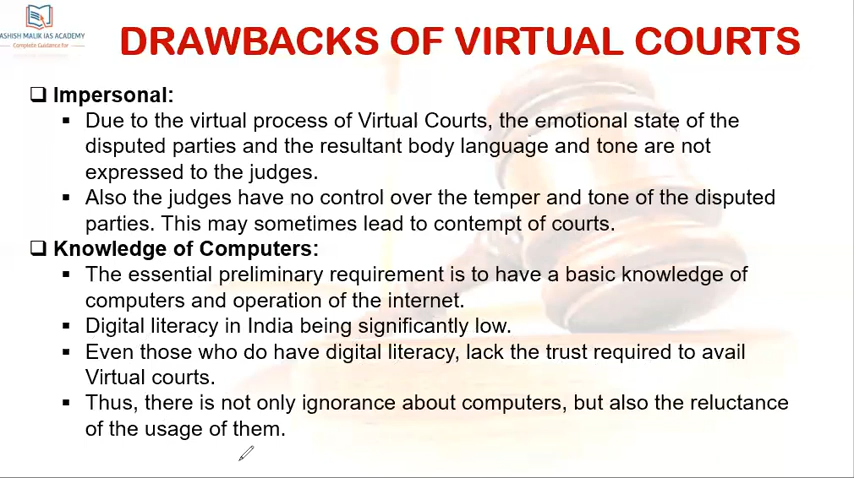 ASHISH MALIK IAS ACADEMY
Complete Guidance for
DRAWBACKS OF VIRTUAL COURTS
❑ Impersonal:
▪ Due to the virtual process of Virtual Courts, the emotional state of the
disputed parties and the resultant body language and tone are not
expressed to the judges.
▪ Also the judges have no control over the temper and tone of the disputed
parties. This may sometimes lead to contempt of courts.
❑ Knowledge of Computers:
▪ The essential preliminary requirement is to have a basic knowledge of
computers and operation of the internet.
▪ Digital literacy in India being significantly low.
▪ Even those who do have digital literacy, lack the trust required to avail
Virtual courts.
▪ Thus, there is not only ignorance about computers, but also the reluctance
of the usage of them.